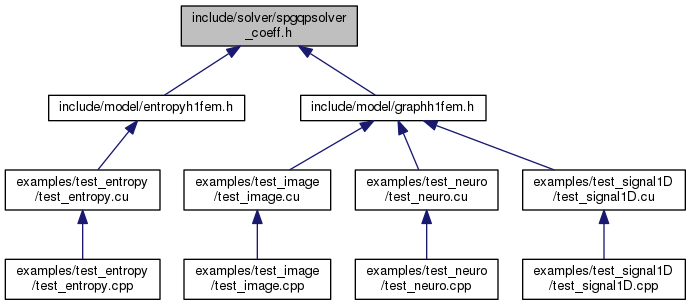 include/solver/spgqpsolver
_coeff.h
include/model/entropyh1fem.h
include/model/graphh1fem.h
examples/test_entropy
/test_entropy.cu
examples/test_image
/test_image.cu
examples/test_neuro
/test_neuro.cu
examples/test_signal1D
/test_signal1D.cu
examples/test_entropy
/test_entropy.cpp
examples/test_image
/test_image.cpp
examples/test_neuro
/test_neuro.cpp
examples/test_signal1D
/test_signal1D.cpp